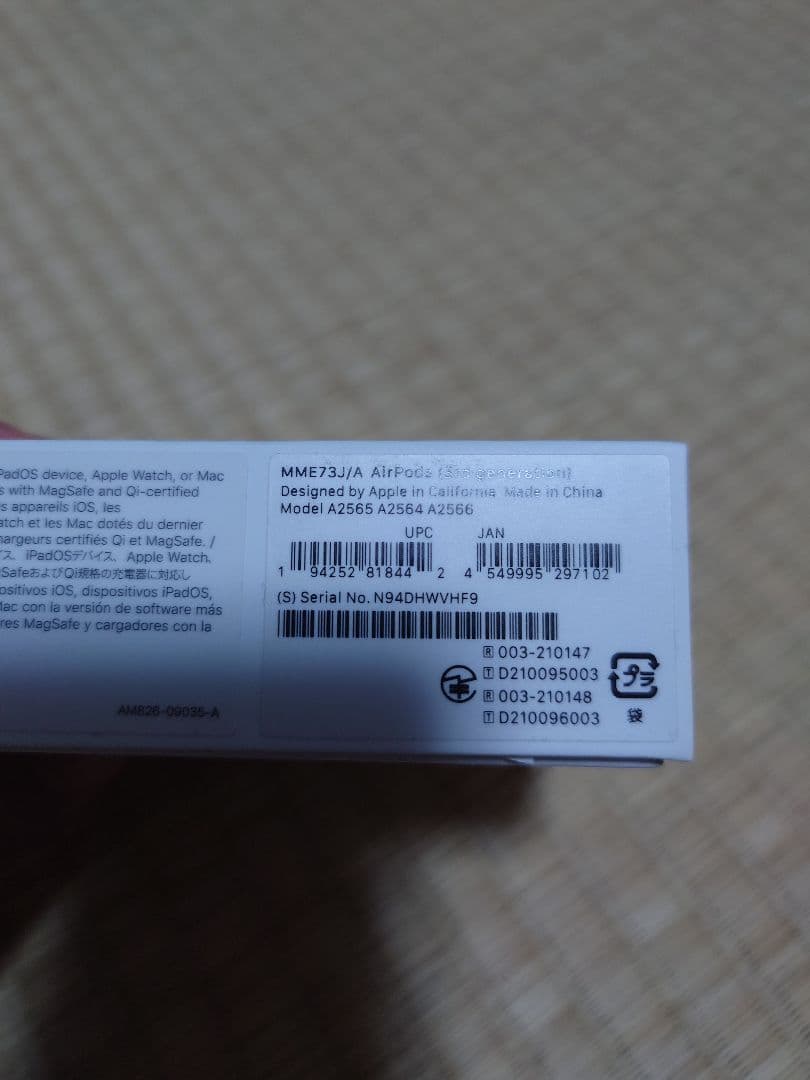 PadOS device, Apple Watch, or Mac
s with MagSafe and Qi-certified
s appareils iOS, les
atch et les Mac dotés du dernier
hargeurs certifiés Qi et MagSafe. /
イス、iPadOSデバイス、Apple Watch、
gSafeおよびQi規格の充電器に対応し
ositivos iOS, dispositivos iPadOS,
Mac con la versión de software más
res MagSafe y cargadores con la
AM826-09035-A
MME73J/A AirPods (3rd generation)
Designed by Apple in California Made in China
Model A2565 A2564 A2566
UPC JAN
1 94252 81844 2 4 549995 297102
(S) Serial No. N94DHWVHF9
R 003-210147
T D210095003
R 003-210148
T D210096003
プラ
袋